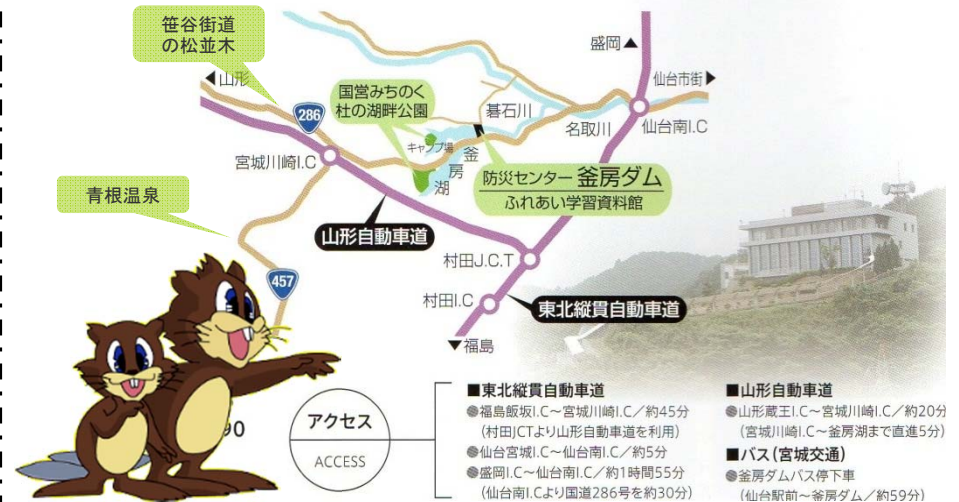 笹谷街道
の松並木
盛岡▲
◀山形
仙台市街▶
国営みちのく
杜の湖畔公園
286
碁石川
名取川
仙台南I.C
キャンプ場
釜房湖
宮城川崎I.C
防災センター 釜房ダム
ふれあい学習資料館
青根温泉
山形自動車道
村田J.C.T
457
村田I.C
東北縦貫自動車道
▼福島
アクセス
ACCESS
90
■東北縦貫自動車道
●福島飯坂I.C~宮城川崎I.C/約45分
(村田JCTより山形自動車道を利用)
●仙台宮城I.C~仙台南I.C/約5分
●盛岡I.C~仙台南I.C/約1時間55分
(仙台南I.Cより国道286号を約30分)
■山形自動車道
●山形蔵王I.C~宮城川崎I.C/約20分
(宮城川崎I.C~釜房湖まで直進5分)
■バス(宮城交通)
●釜房ダムバス停下車
(仙台駅前~釜房ダム/約59分)